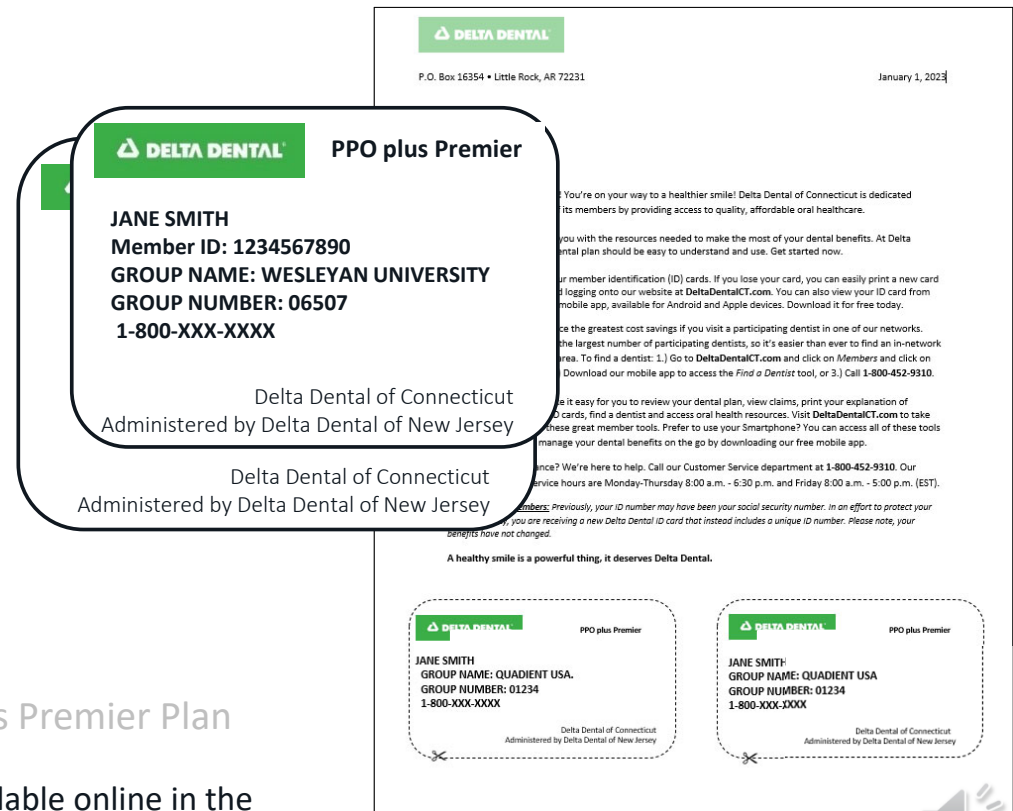 DELTA DENTAL
P.O. Box 16354 • Little Rock, AR 72231 January 1, 2023
DELTA DENTAL PPO plus Premier
JANE SMITH
Member ID: 1234567890
GROUP NAME: WESLEYAN UNIVERSITY
GROUP NUMBER: 06507
1-800-XXX-XXXX
Delta Dental of Connecticut
Administered by Delta Dental of New Jersey
Delta Dental of Connecticut
Administered by Delta Dental of New Jersey
! You're on your way to a healthier smile! Delta Dental of Connecticut is dedicated
its members by providing access to quality, affordable oral healthcare.
you with the resources needed to make the most of your dental benefits. At Delta
ental plan should be easy to understand and use. Get started now.
ur member identification (ID) cards. If you lose your card, you can easily print a new card
logging onto our website at DeltaDentalCT.com. You can also view your ID card from
mobile app, available for Android and Apple devices. Download it for free today.
ce the greatest cost savings if you visit a participating dentist in one of our networks.
the largest number of participating dentists, so it's easier than ever to find an in-network
area. To find a dentist: 1.) Go to DeltaDentalCT.com and click on Members and click on
Download our mobile app to access the Find a Dentist tool, or 3.) Call 1-800-452-9310.
e it easy for you to review your dental plan, view claims, print your explanation of
D cards, find a dentist and access oral health resources. Visit DeltaDentalCT.com to take
these great member tools. Prefer to use your Smartphone? You can access all of these tools
manage your dental benefits on the go by downloading our free mobile app.
ance? We're here to help. Call our Customer Service department at 1-800-452-9310. Our
ervice hours are Monday-Thursday 8:00 a.m. - 6:30 p.m. and Friday 8:00 a.m. - 5:00 p.m. (EST).
embers: Previously, your ID number may have been your social security number. In an effort to protect your
y, you are receiving a new Delta Dental ID card that instead includes a unique ID number. Please note, your
benefits have not changed.
A healthy smile is a powerful thing, it deserves Delta Dental.
DELTA DENTAL PPO plus Premier
JANE SMITH
GROUP NAME: QUADIENT USA.
GROUP NUMBER: 01234
1-800-XXX-XXXX
Delta Dental of Connecticut
Administered by Delta Dental of New Jersey
DELTA DENTAL PPO plus Premier
JANE SMITH
GROUP NAME: QUADIENT USA
GROUP NUMBER: 01234
1-800-XXX-XXXX
Delta Dental of Connecticut
Administered by Delta Dental of New Jersey
s Premier Plan
lable online in the